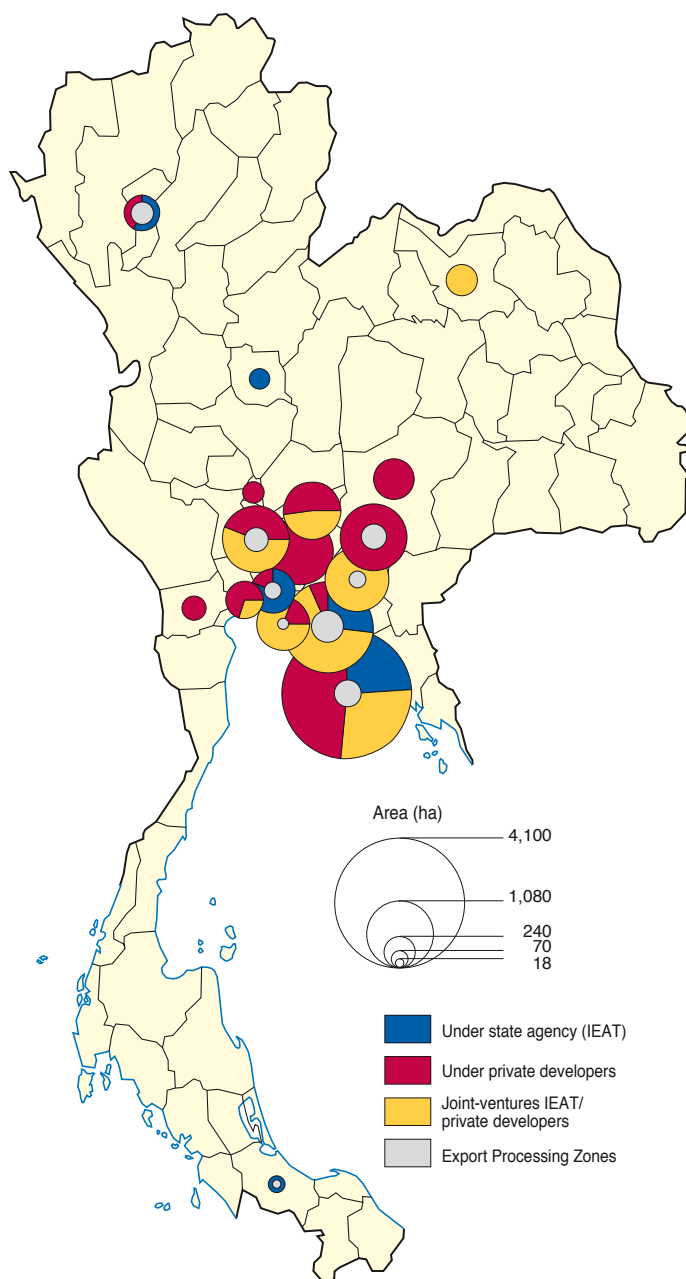 Area (ha)
4,100
1,080
240
70
18
Under state agency (IEAT)
Under private developers
Joint-ventures IEAT/
private developers
Export Processing Zones